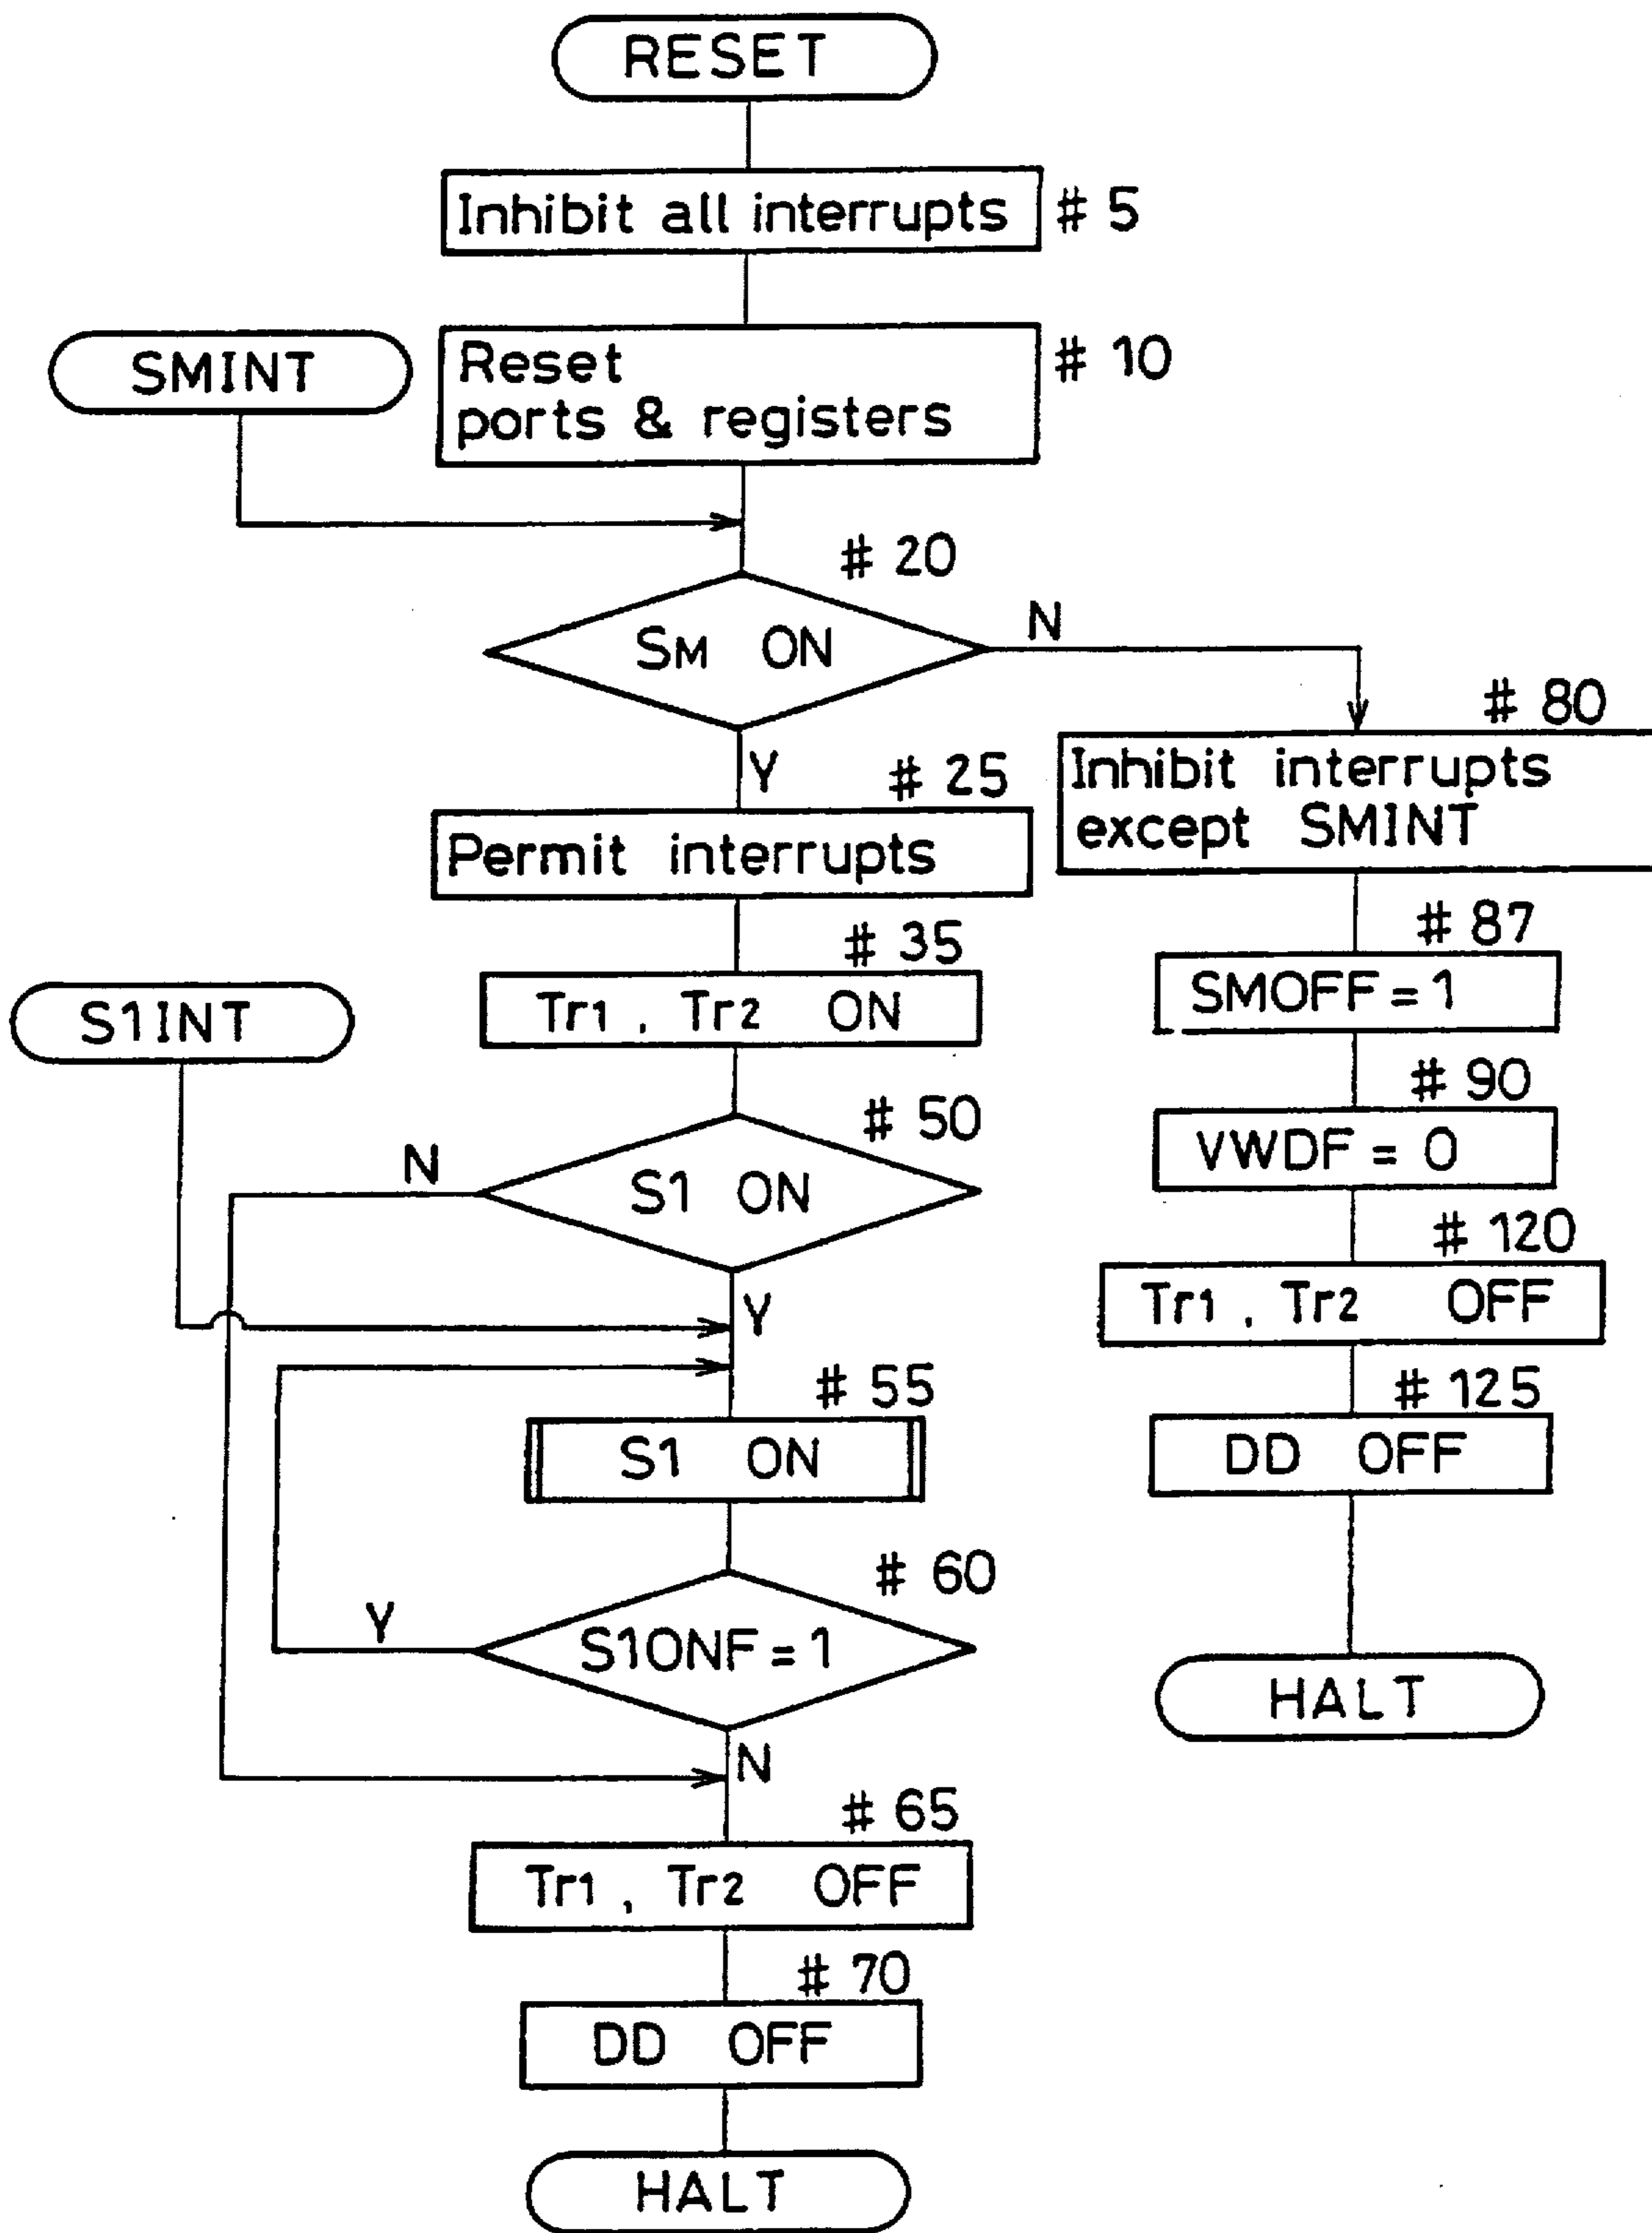 RESET
Inhibit all interrupts # 5
SMINT
Reset # 10
ports & registers
# 20
SM ON
N
Y
# 80
Inhibit interrupts
except SMINT
# 25
Permit interrupts
# 87
SMOFF = 1
# 35
Tr1 , Tr2 ON
S1INT
# 90
VWDF = 0
# 50
S1 ON
N
Y
# 120
Tr1 , Tr2 OFF
# 55
S1 ON
# 125
DD OFF
# 60
S1ONF = 1
Y
N
HALT
# 65
Tr1 , Tr2 OFF
# 70
DD OFF
HALT